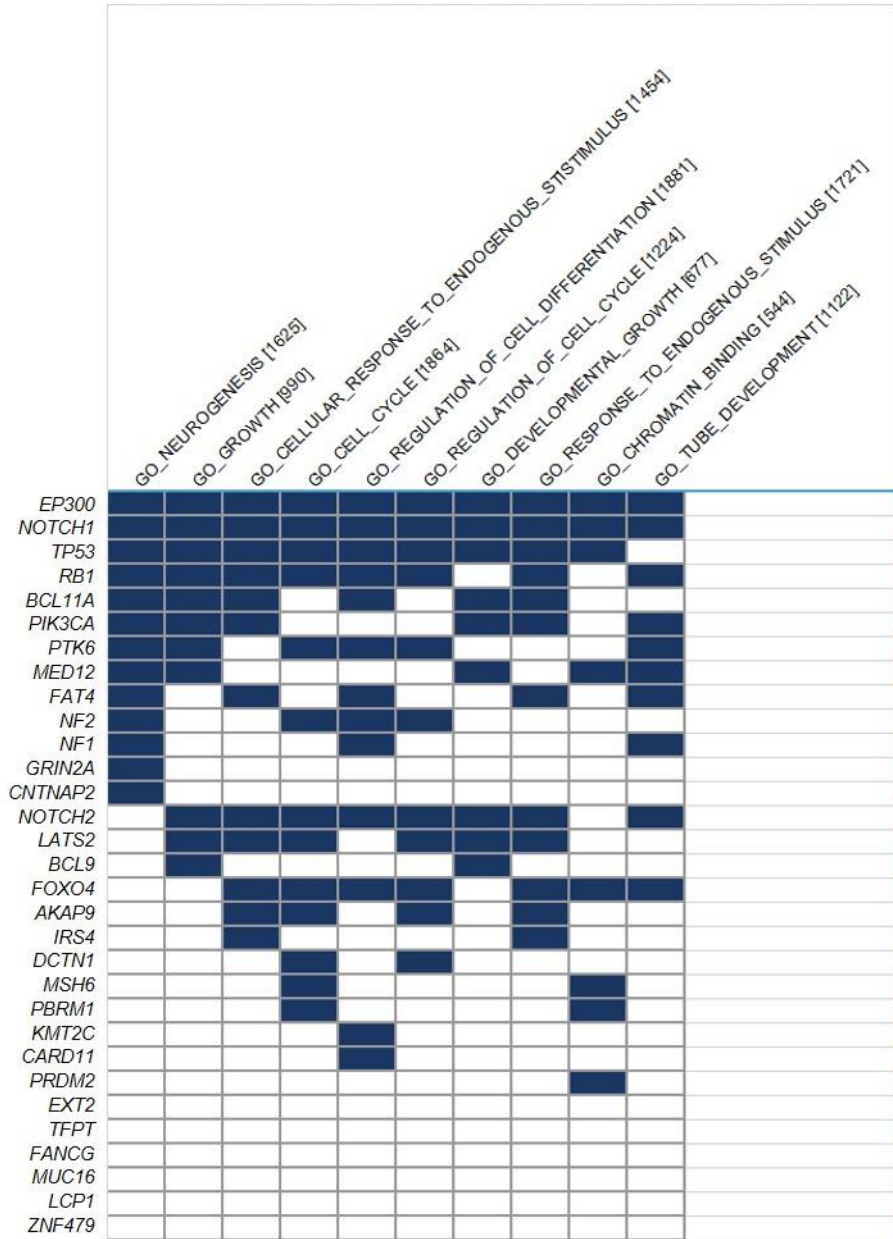 GO_NEUROGENESIS [1625]
GO_GROWTH [990]
GO_CELLULAR_RESPONSE_TO_ENDOGENOUS_STISTIMULUS [1454]
GO_CELL_CYCLE [1864]
GO_REGULATION_OF_CELL_DIFFERENTIATION [1881]
GO_REGULATION_OF_CELL_CYCLE [1224]
GO_DEVELOPMENTAL_GROWTH [677]
GO_RESPONSE_TO_ENDOGENOUS_STIMULUS [1721]
GO_CHROMATIN_BINDING [544]
GO_TUBE_DEVELOPMENT [1122]
EP300
NOTCH1
TP53
RB1
BCL11A
PIK3CA
PTK6
MED12
FAT4
NF2
NF1
GRIN2A
CNTNAP2
NOTCH2
LATS2
BCL9
FOXO4
AKAP9
IRS4
DCTN1
MSH6
PBRM1
KMT2C
CARD11
PRDM2
EXT2
TFPT
FANCG
MUC16
LCP1
ZNF479